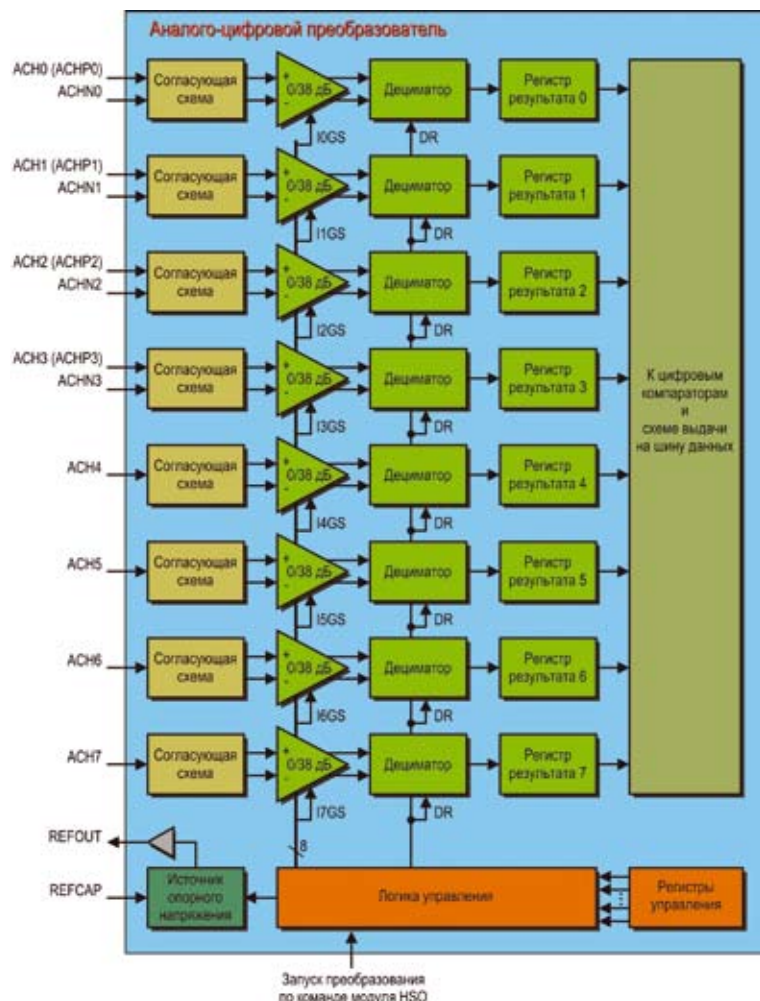 Аналого-цифровой преобразователь
ACH0 (ACHP0)
ACHN0
Согласующая
схема
+
-
0/38 дБ
I0GS
Дециматор
DR
Регистр
результата 0
ACH1 (ACHP1)
ACHN1
Согласующая
схема
+
-
0/38 дБ
I1GS
Дециматор
DR
Регистр
результата 1
ACH2 (ACHP2)
ACHN2
Согласующая
схема
+
-
0/38 дБ
I2GS
Дециматор
DR
Регистр
результата 2
ACH3 (ACHP3)
ACHN3
Согласующая
схема
+
-
0/38 дБ
I3GS
Дециматор
DR
Регистр
результата 3
К цифровым
компараторам
и
схеме выдачи
на шину данных
ACH4
Согласующая
схема
+
-
0/38 дБ
I4GS
Дециматор
DR
Регистр
результата 4
ACH5
Согласующая
схема
+
-
0/38 дБ
I5GS
Дециматор
DR
Регистр
результата 5
ACH6
Согласующая
схема
+
-
0/38 дБ
I6GS
Дециматор
DR
Регистр
результата 6
ACH7
Согласующая
схема
+
-
0/38 дБ
I7GS
Дециматор
DR
Регистр
результата 7
REFOUT
8
REFCAP
Источник
опорного
напряжения
Логика управления
Регистры
управления
Запуск преобразования
по команде модуля HSO